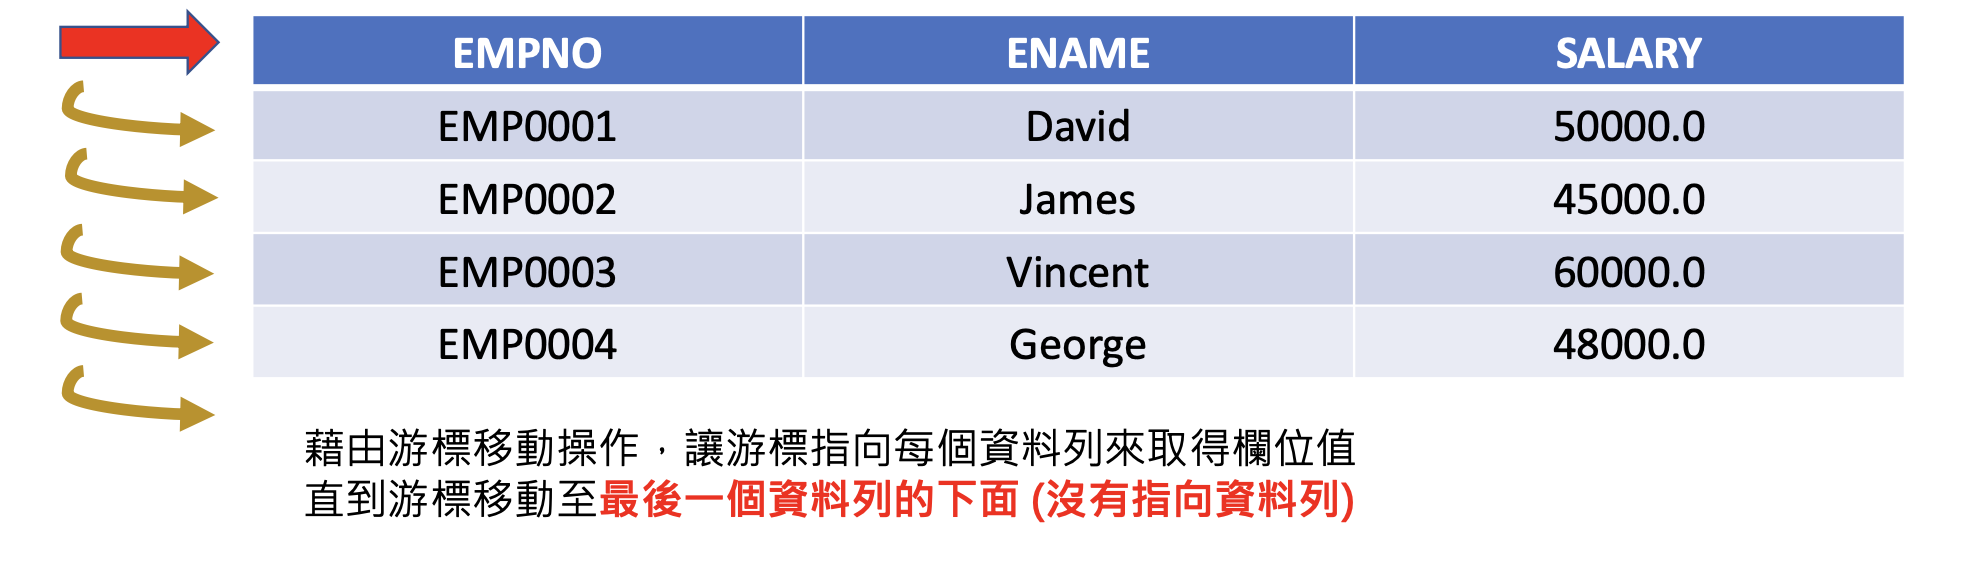 EMPNO ENAME SALARY
EMP0001 David 50000.0
EMP0002 James 45000.0
EMP0003 Vincent 60000.0
EMP0004 George 48000.0
藉由游標移動操作，讓游標指向每個資料列來取得欄位值
直到游標移動至最後一個資料列的下面 (沒有指向資料列)